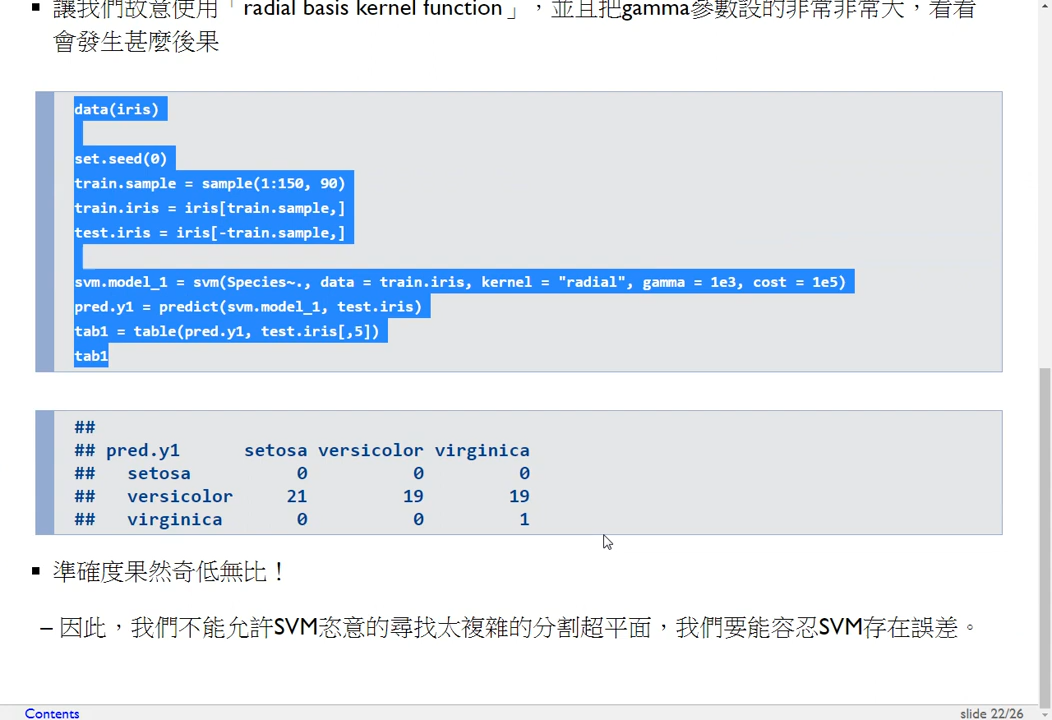 ▪ 讓我們故意使用「radial basis kernel function」，並且把gamma參數設的非常非常大，看看
會發生甚麼後果
data(iris)
set.seed(0)
train.sample = sample(1:150, 90)
train.iris = iris[train.sample,]
test.iris = iris[-train.sample,]
svm.model_1 = svm(Species~., data = train.iris, kernel = "radial", gamma = 1e3, cost = 1e5)
pred.y1 = predict(svm.model_1, test.iris)
tab1 = table(pred.y1, test.iris[,5])
tab1
##
## pred.y1      setosa versicolor virginica
##   setosa          0          0         0
##   versicolor     21         19        19
##   virginica       0          0         1
▪ 準確度果然奇低無比！
– 因此，我們不能允許SVM恣意的尋找太複雜的分割超平面，我們要能容忍SVM存在誤差。
Contents
slide 22/26